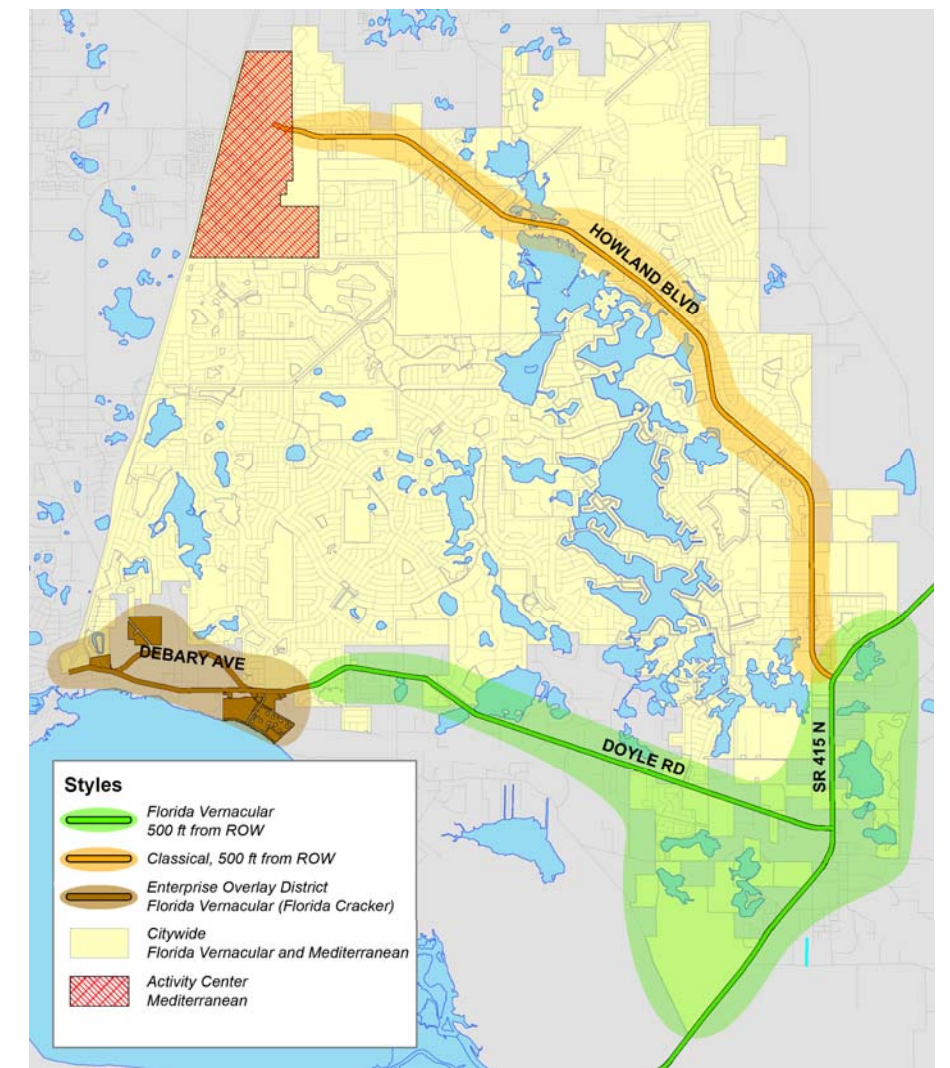 HOWLAND BLVD
DEBARY AVE
DOYLE RD
SR 415 N
Styles
Florida Vernacular
500 ft from ROW
Classical, 500 ft from ROW
Enterprise Overlay District
Florida Vernacular (Florida Cracker)
Citywide
Florida Vernacular and Mediterranean
Activity Center
Mediterranean